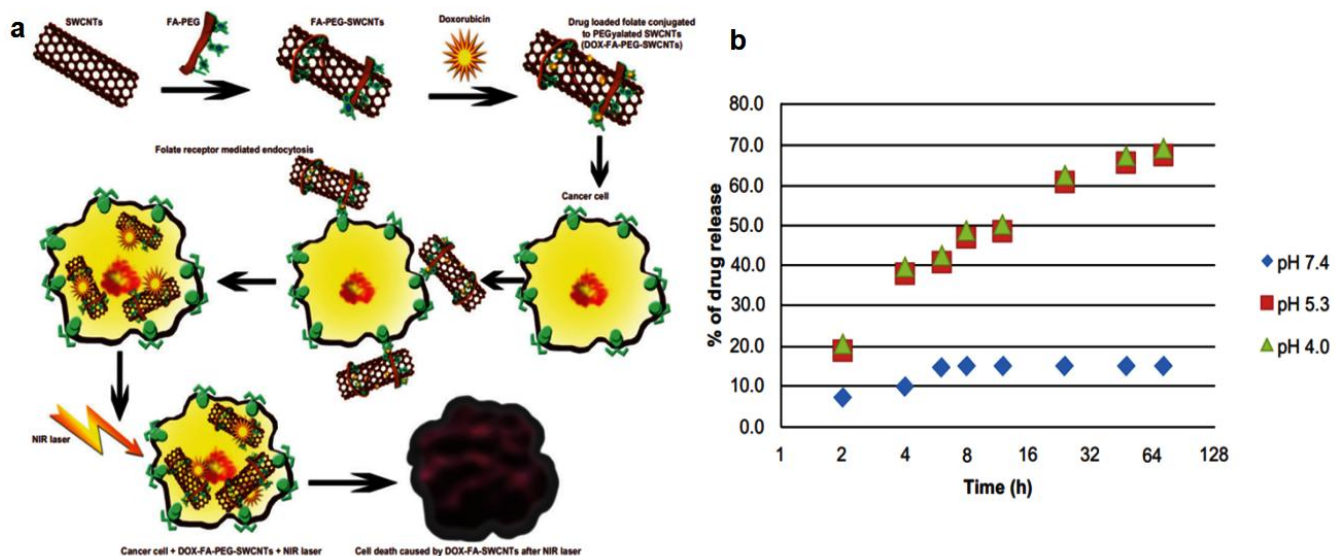 a
SWCNTs
FA-PEG
FA-PEG-SWCNTs
Doxorubicin
Drug loaded folate conjugated
to PEGyalated SWCNTs
(DOX-FA-PEG-SWCNTs)
Folate receptor mediated endocytosis
Cancer cell
NIR laser
Cancer cell + DOX-FA-PEG-SWCNTs + NIR laser
Cell death caused by DOX-FA-SWCNTs after NIR laser
b
% of drug release
80.0
70.0
60.0
50.0
40.0
30.0
20.0
10.0
0.0
1 2 4 8 16 32 64 128
Time (h)
pH 7.4
pH 5.3
pH 4.0